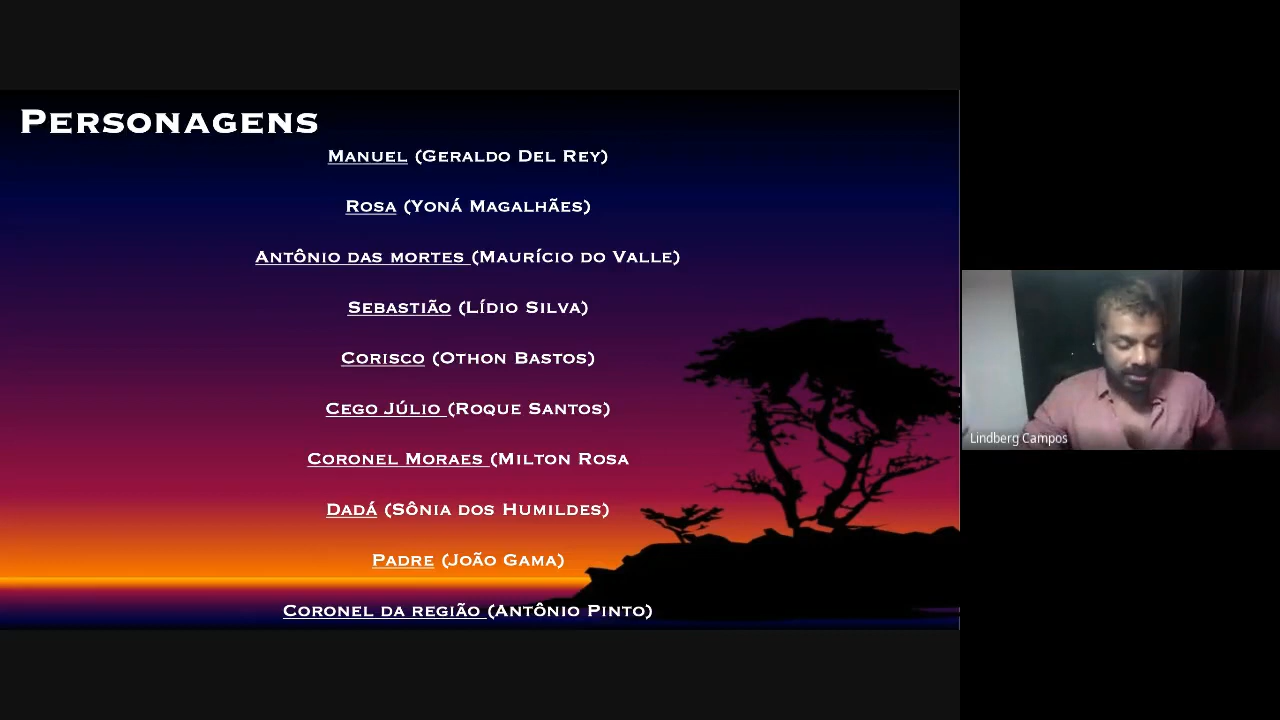 Personagens
Manuel (Geraldo Del Rey)
Rosa (Yoná Magalhães)
Antônio das mortes (Maurício do Valle)
Sebastião (Lídio Silva)
Corisco (Othon Bastos)
Cego Júlio (Roque Santos)
Coronel Moraes (Milton Rosa
Dadá (Sônia dos Humildes)
Padre (João Gama)
Coronel da região (Antônio Pinto)
Lindberg Campos